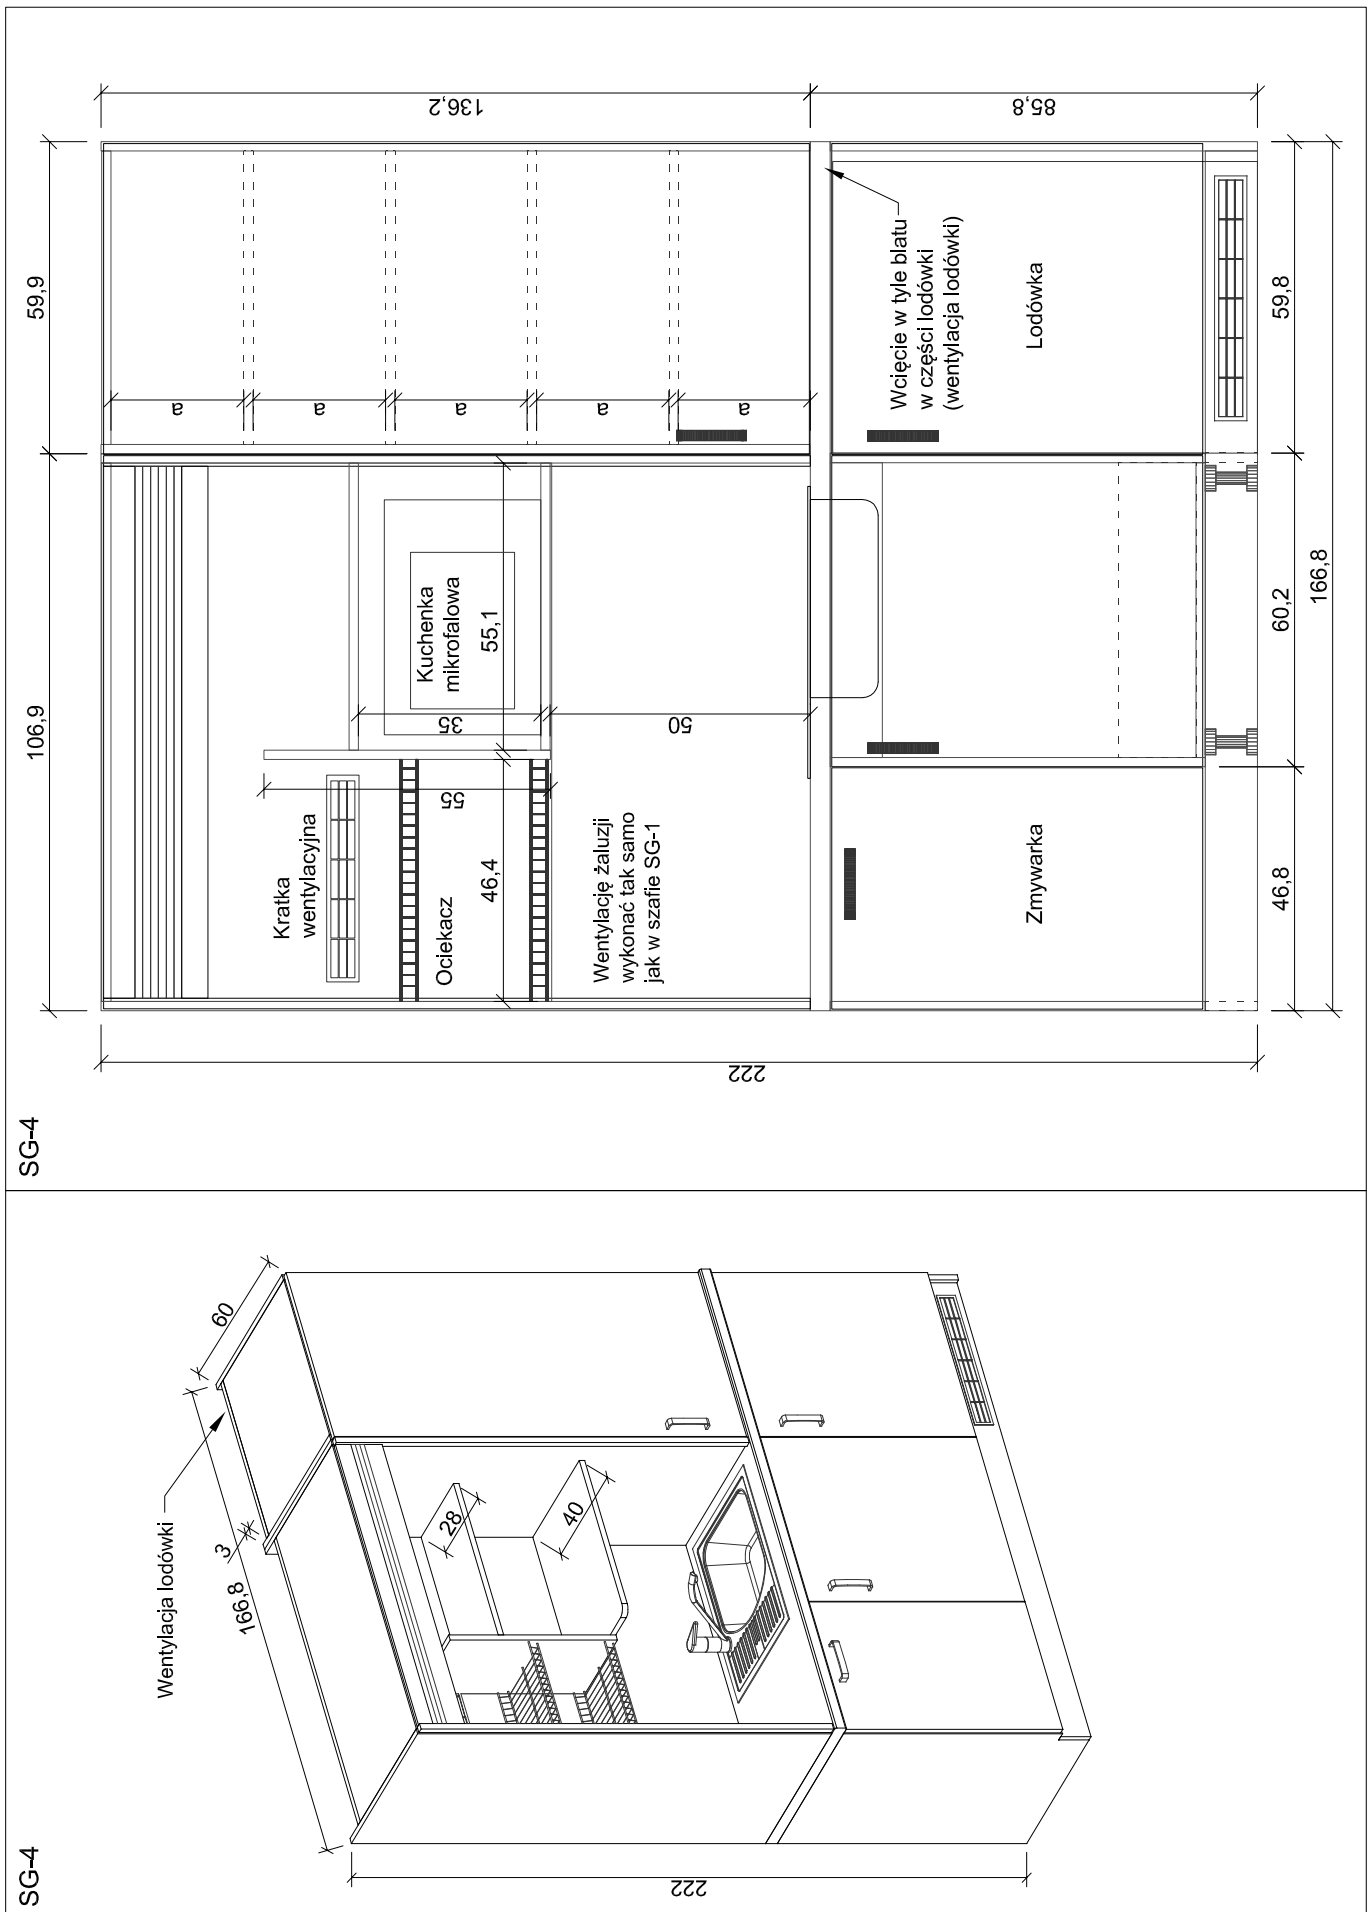 SG-4
Wentylacja lodówki
166,8
3
60
28
40
222
SG-4
106,9
59,9
136,2
85,8
222
Kratka
wentylacyjna
Ociekacz
55
46,4
35
Kuchenka
mikrofalowa
55,1
50
Wentylację żaluzji
wykonać tak samo
jak w szafie SG-1
a
a
a
a
a
Wcięcie w tyle blatu
w części lodówki
(wentylacja lodówki)
Zmywarka
Lodówka
46,8
60,2
59,8
166,8